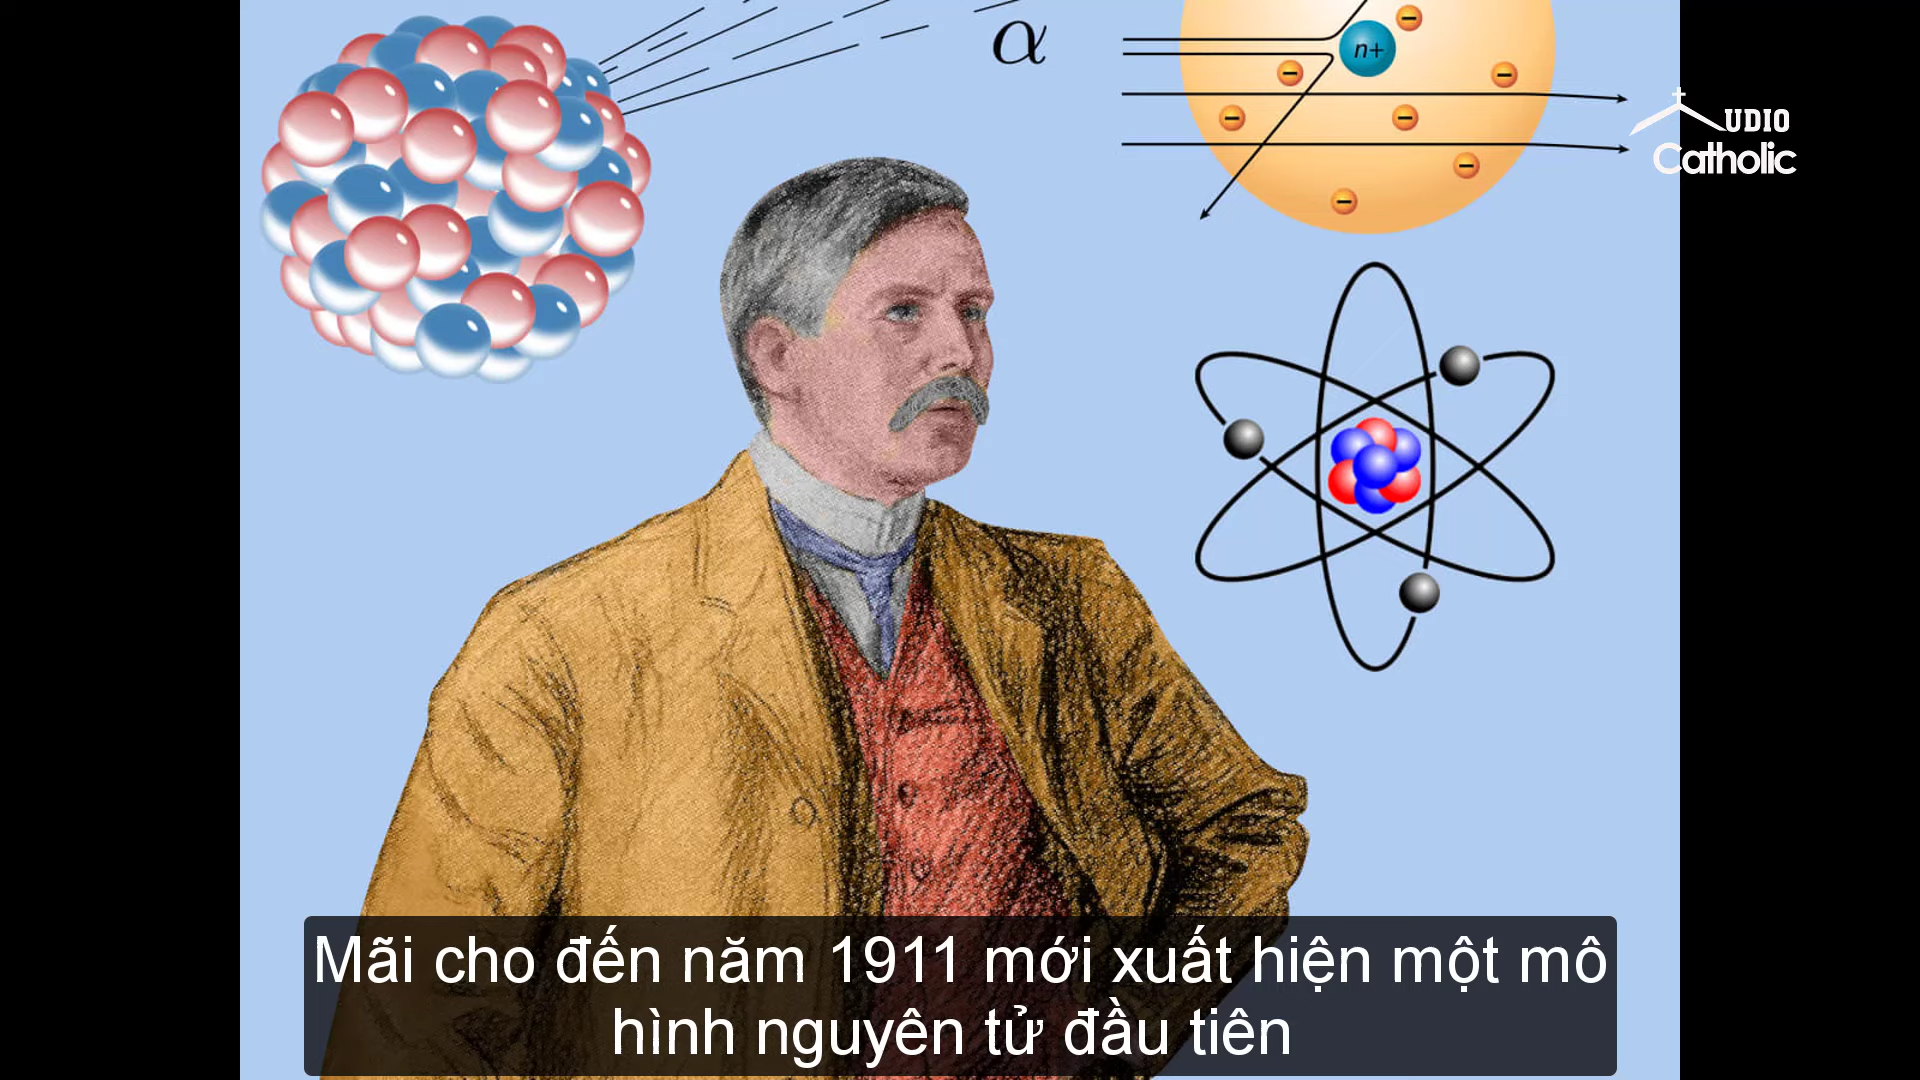 α
n+
UDIO
Catholic
Mãi cho đến năm 1911 mới xuất hiện một mô
hình nguyên tử đầu tiên